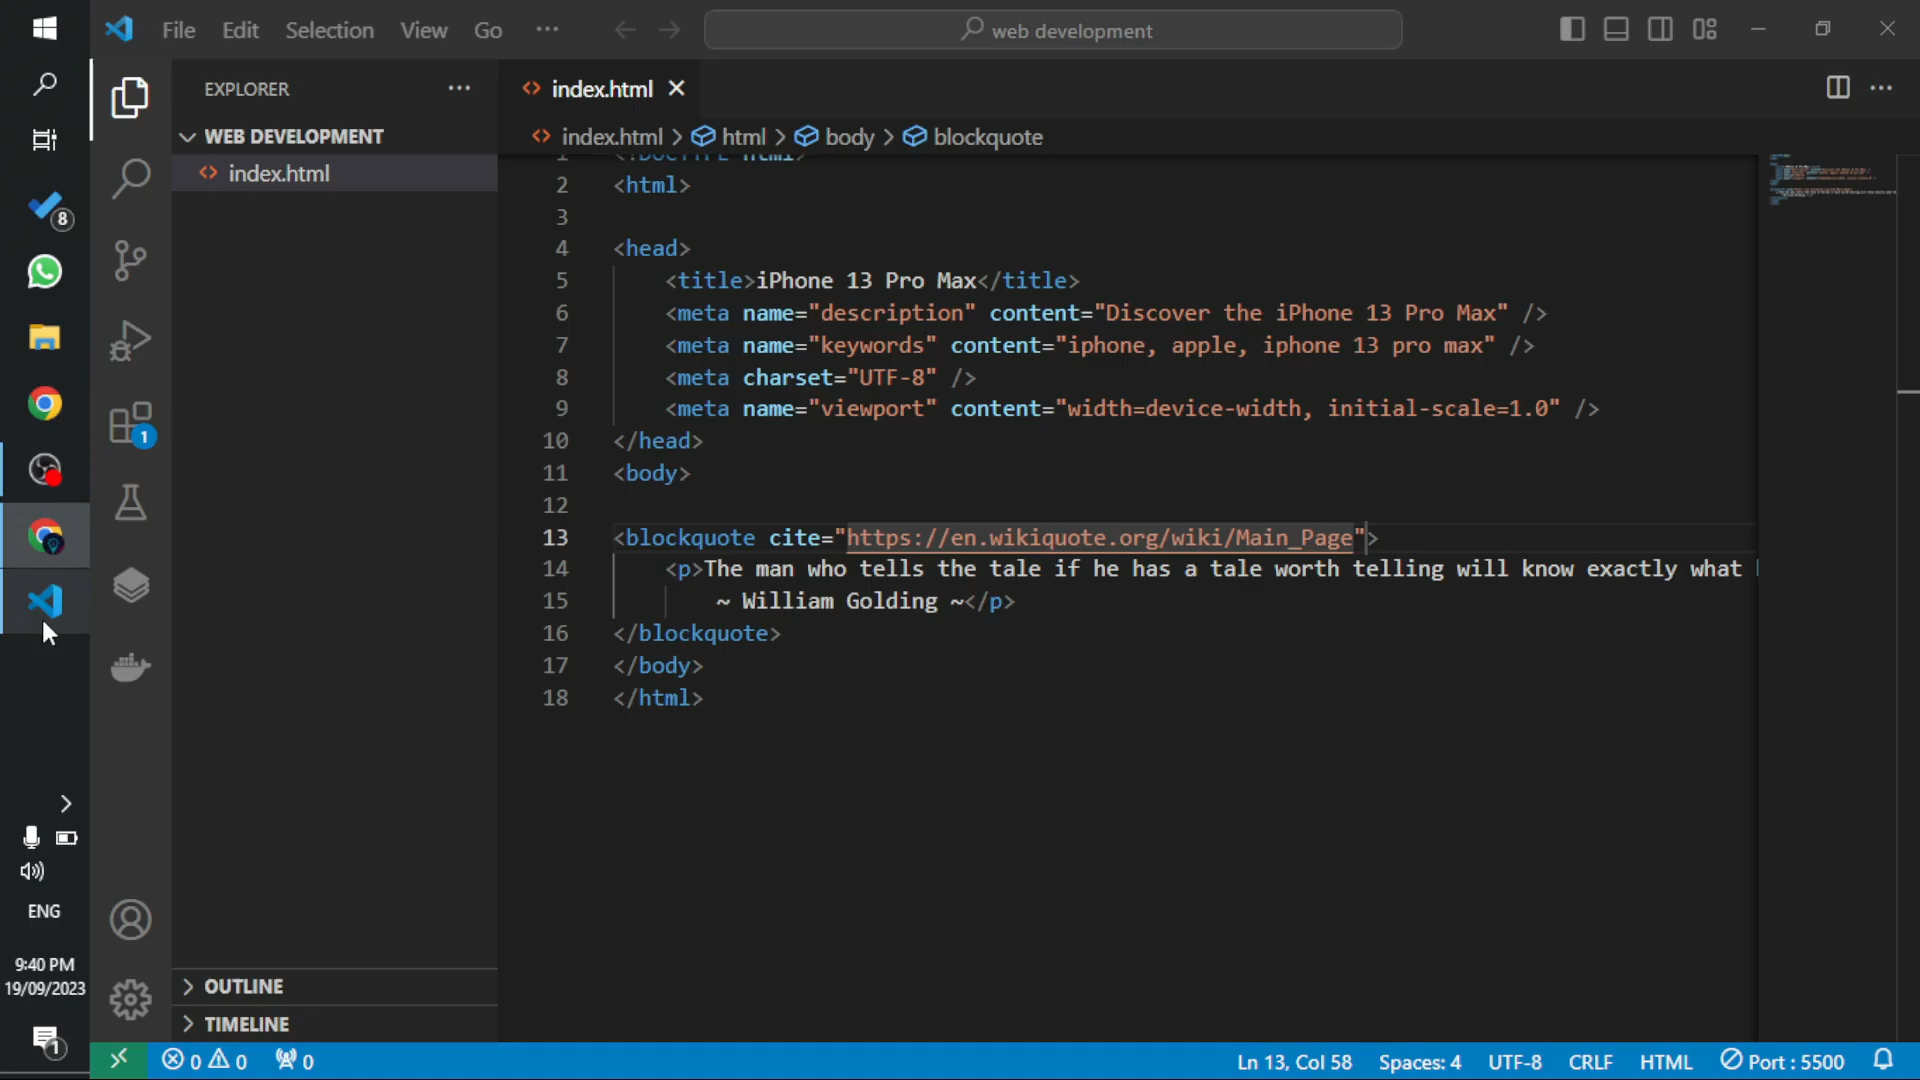 File Edit Selection View Go ··· web development
EXPLORER ···
WEB DEVELOPMENT
index.html
index.html
index.html > html > body > blockquote
1 <!DOCTYPE html>
2 <html>
3
4 <head>
5 <title>iPhone 13 Pro Max</title>
6 <meta name="description" content="Discover the iPhone 13 Pro Max" />
7 <meta name="keywords" content="iphone, apple, iphone 13 pro max" />
8 <meta charset="UTF-8" />
9 <meta name="viewport" content="width=device-width, initial-scale=1.0" />
10 </head>
11 <body>
12
13 <blockquote cite="https://en.wikiquote.org/wiki/Main_Page">
14 <p>The man who tells the tale if he has a tale worth telling will know exactly what
15 ~ William Golding ~</p>
16 </blockquote>
17 </body>
18 </html>
OUTLINE
TIMELINE
8
1
ENG
9:40 PM
19/09/2023
1
0 0 0 Ln 13, Col 58 Spaces: 4 UTF-8 CRLF HTML Port : 5500